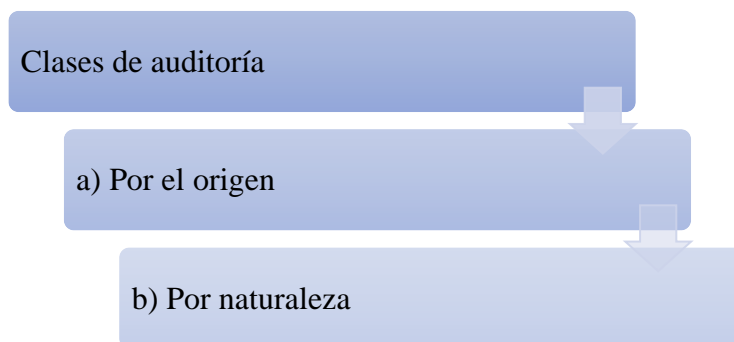 Clases de auditoría
a) Por el origen
b) Por naturaleza